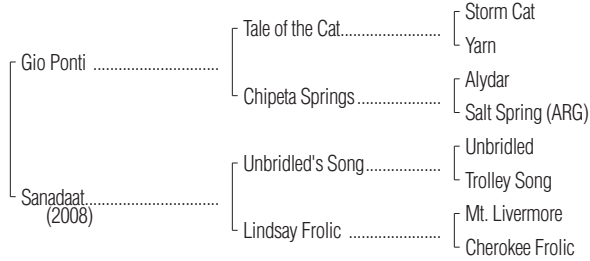 Storm Cat
Tale of the Cat....................
Yarn
Gio Ponti .........................
Alydar
Chipeta Springs.................
Salt Spring (ARG)
Unbridled
Unbridled's Song...............
Trolley Song
Sanadaat..........................
(2008)
Mt. Livermore
Lindsay Frolic ..................
Cherokee Frolic